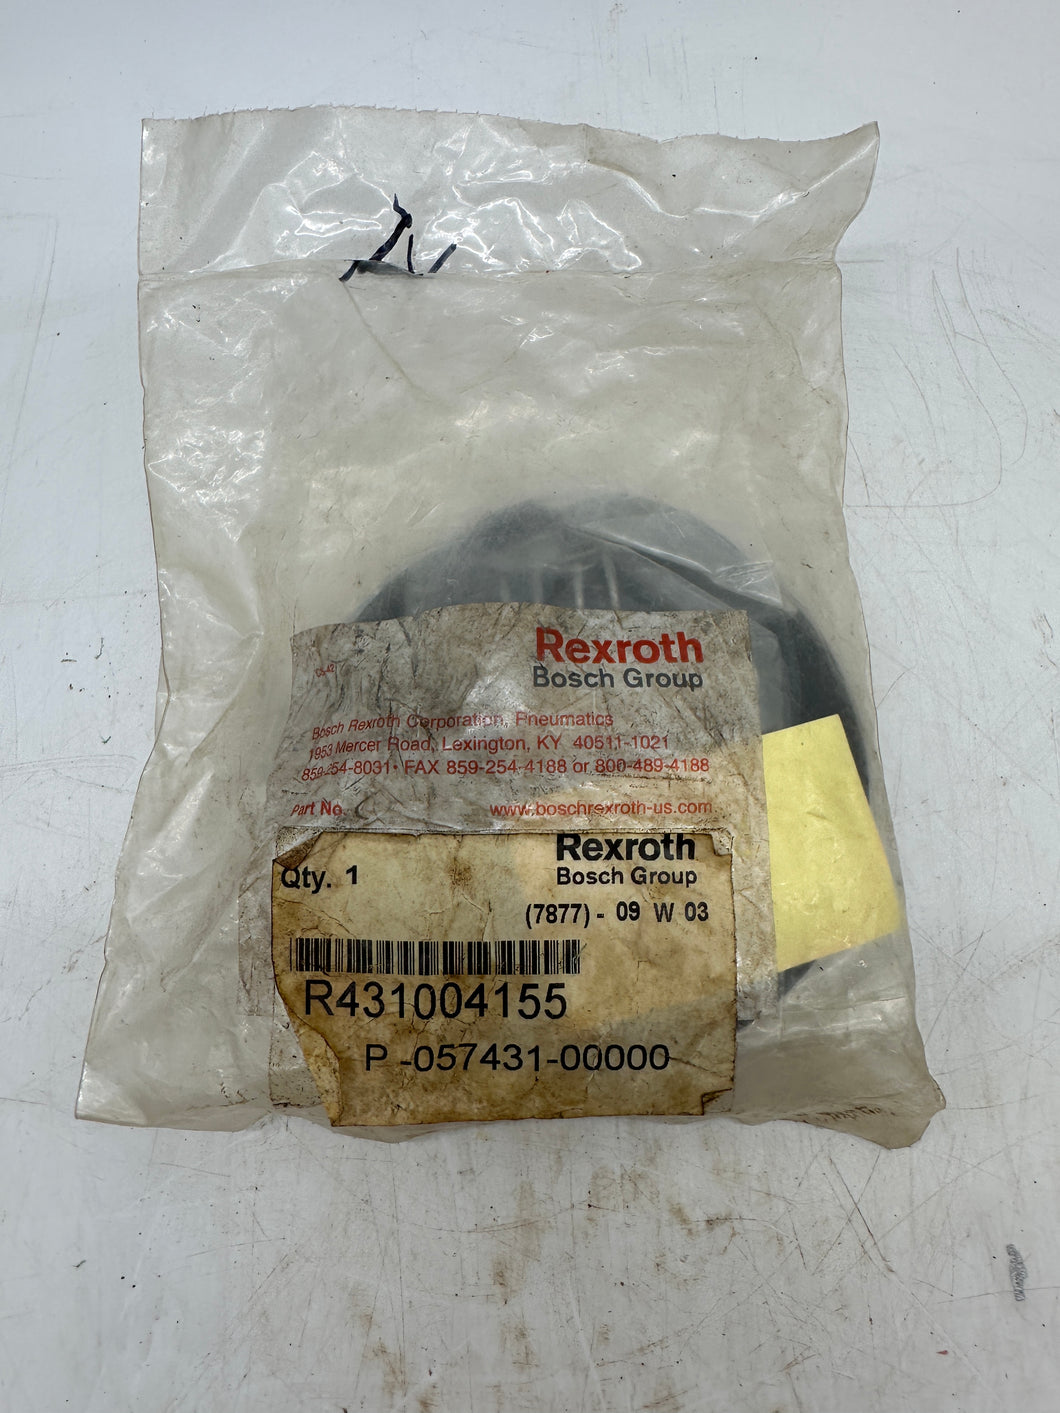 CS-42
Rexroth
Bosch Group
Bosch Rexroth Corporation, Pneumatics
1953 Mercer Road, Lexington, KY 40511-1021
859-254-8031• FAX 859-254-4188 or 800-489-4188
Part No. www.boschrexroth-us.com
Rexroth
Qty. 1 Bosch Group
(7877) - 09 W 03
R431004155
P -057431-00000